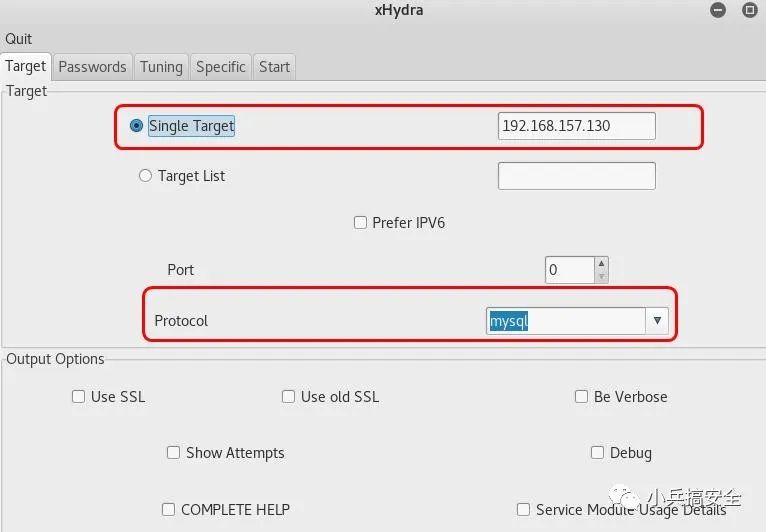 xHydra
Quit
Target Passwords Tuning Specific Start
Target
Single Target 192.168.157.130
Target List
Prefer IPV6
Port 0
Protocol mysql
Output Options
Use SSL Use old SSL Be Verbose
Show Attempts Debug
COMPLETE HELP Service Module Usage Details
小兵搞安全